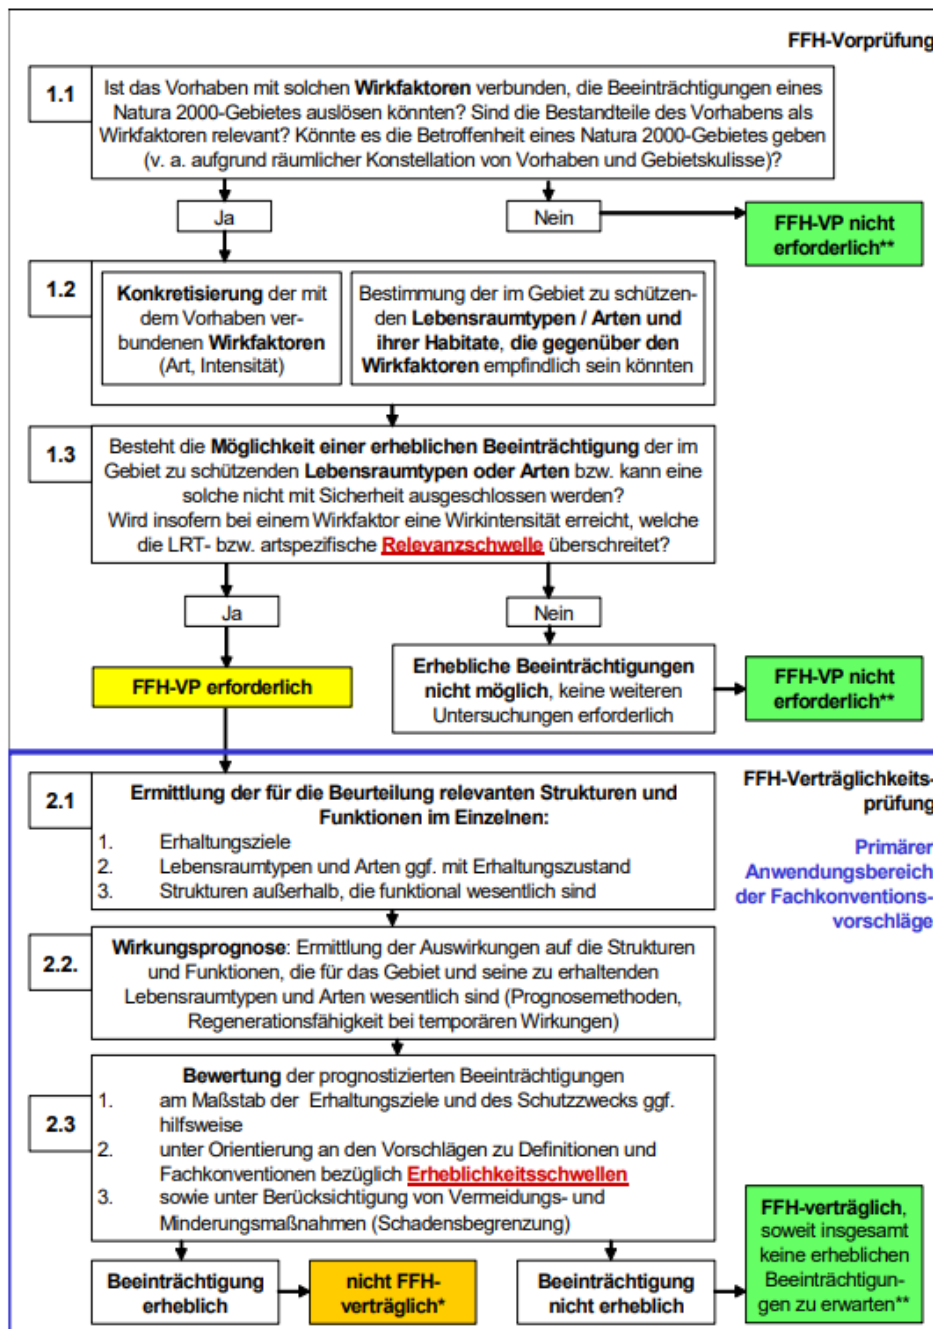 FFH-Vorprüfung
1.1
Ist das Vorhaben mit solchen Wirkfaktoren verbunden, die Beeinträchtigungen eines
Natura 2000-Gebietes auslösen könnten? Sind die Bestandteile des Vorhabens als
Wirkfaktoren relevant? Könnte es die Betroffenheit eines Natura 2000-Gebietes geben
(v. a. aufgrund räumlicher Konstellation von Vorhaben und Gebietskulisse)?
Ja
Nein
FFH-VP nicht
erforderlich**
1.2
Konkretisierung der mit
dem Vorhaben ver-
bundenen Wirkfaktoren
(Art, Intensität)
Bestimmung der im Gebiet zu schützen-
den Lebensraumtypen / Arten und
ihrer Habitate, die gegenüber den
Wirkfaktoren empfindlich sein könnten
1.3
Besteht die Möglichkeit einer erheblichen Beeinträchtigung der im
Gebiet zu schützenden Lebensraumtypen oder Arten bzw. kann eine
solche nicht mit Sicherheit ausgeschlossen werden?
Wird insofern bei einem Wirkfaktor eine Wirkintensität erreicht, welche
die LRT- bzw. artspezifische Relevanzschwelle überschreitet?
Ja
Nein
FFH-VP erforderlich
Erhebliche Beeinträchtigungen
nicht möglich, keine weiteren
Untersuchungen erforderlich
FFH-VP nicht
erforderlich**
2.1
Ermittlung der für die Beurteilung relevanten Strukturen und
Funktionen im Einzelnen:
1. Erhaltungsziele
2. Lebensraumtypen und Arten ggf. mit Erhaltungszustand
3. Strukturen außerhalb, die funktional wesentlich sind
FFH-Verträglichkeits-
prüfung
Primärer
Anwendungsbereich
der Fachkonventions-
vorschläge
2.2.
Wirkungsprognose: Ermittlung der Auswirkungen auf die Strukturen
und Funktionen, die für das Gebiet und seine zu erhaltenden
Lebensraumtypen und Arten wesentlich sind (Prognosemethoden,
Regenerationsfähigkeit bei temporären Wirkungen)
2.3
Bewertung der prognostizierten Beeinträchtigungen
1. am Maßstab der Erhaltungsziele und des Schutzzwecks ggf.
hilfsweise
2. unter Orientierung an den Vorschlägen zu Definitionen und
Fachkonventionen bezüglich Erheblichkeitsschwellen
3. sowie unter Berücksichtigung von Vermeidungs- und
Minderungsmaßnahmen (Schadensbegrenzung)
Beeinträchtigung
erheblich
nicht FFH-
verträglich*
Beeinträchtigung
nicht erheblich
FFH-verträglich,
soweit insgesamt
keine erheblichen
Beeinträchtigun-
gen zu erwarten**